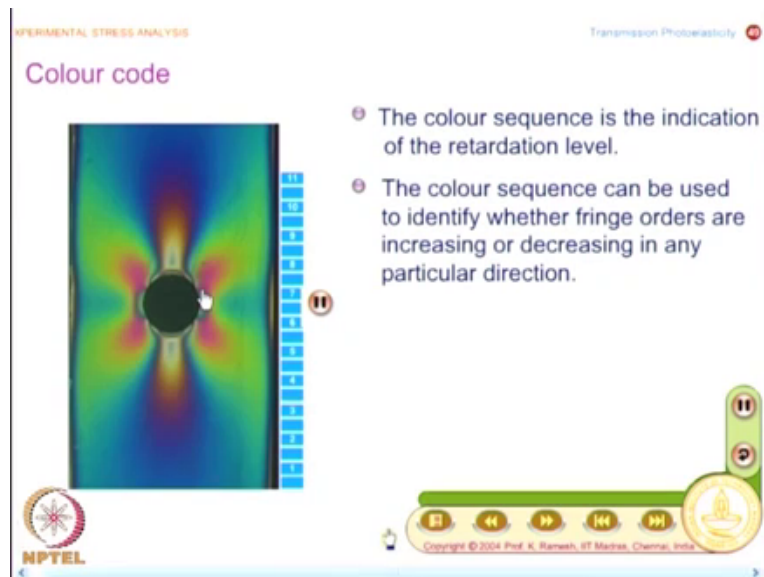 XPERIMENTAL STRESS ANALYSIS
Transmission Photoelasticity 49
Colour code
The colour sequence is the indication
of the retardation level.
The colour sequence can be used
to identify whether fringe orders are
increasing or decreasing in any
particular direction.
11
10
9
8
7
6
5
4
3
2
1
NPTEL
Copyright © 2004 Prof. K. Ramesh, IIT Madras, Chennai, India